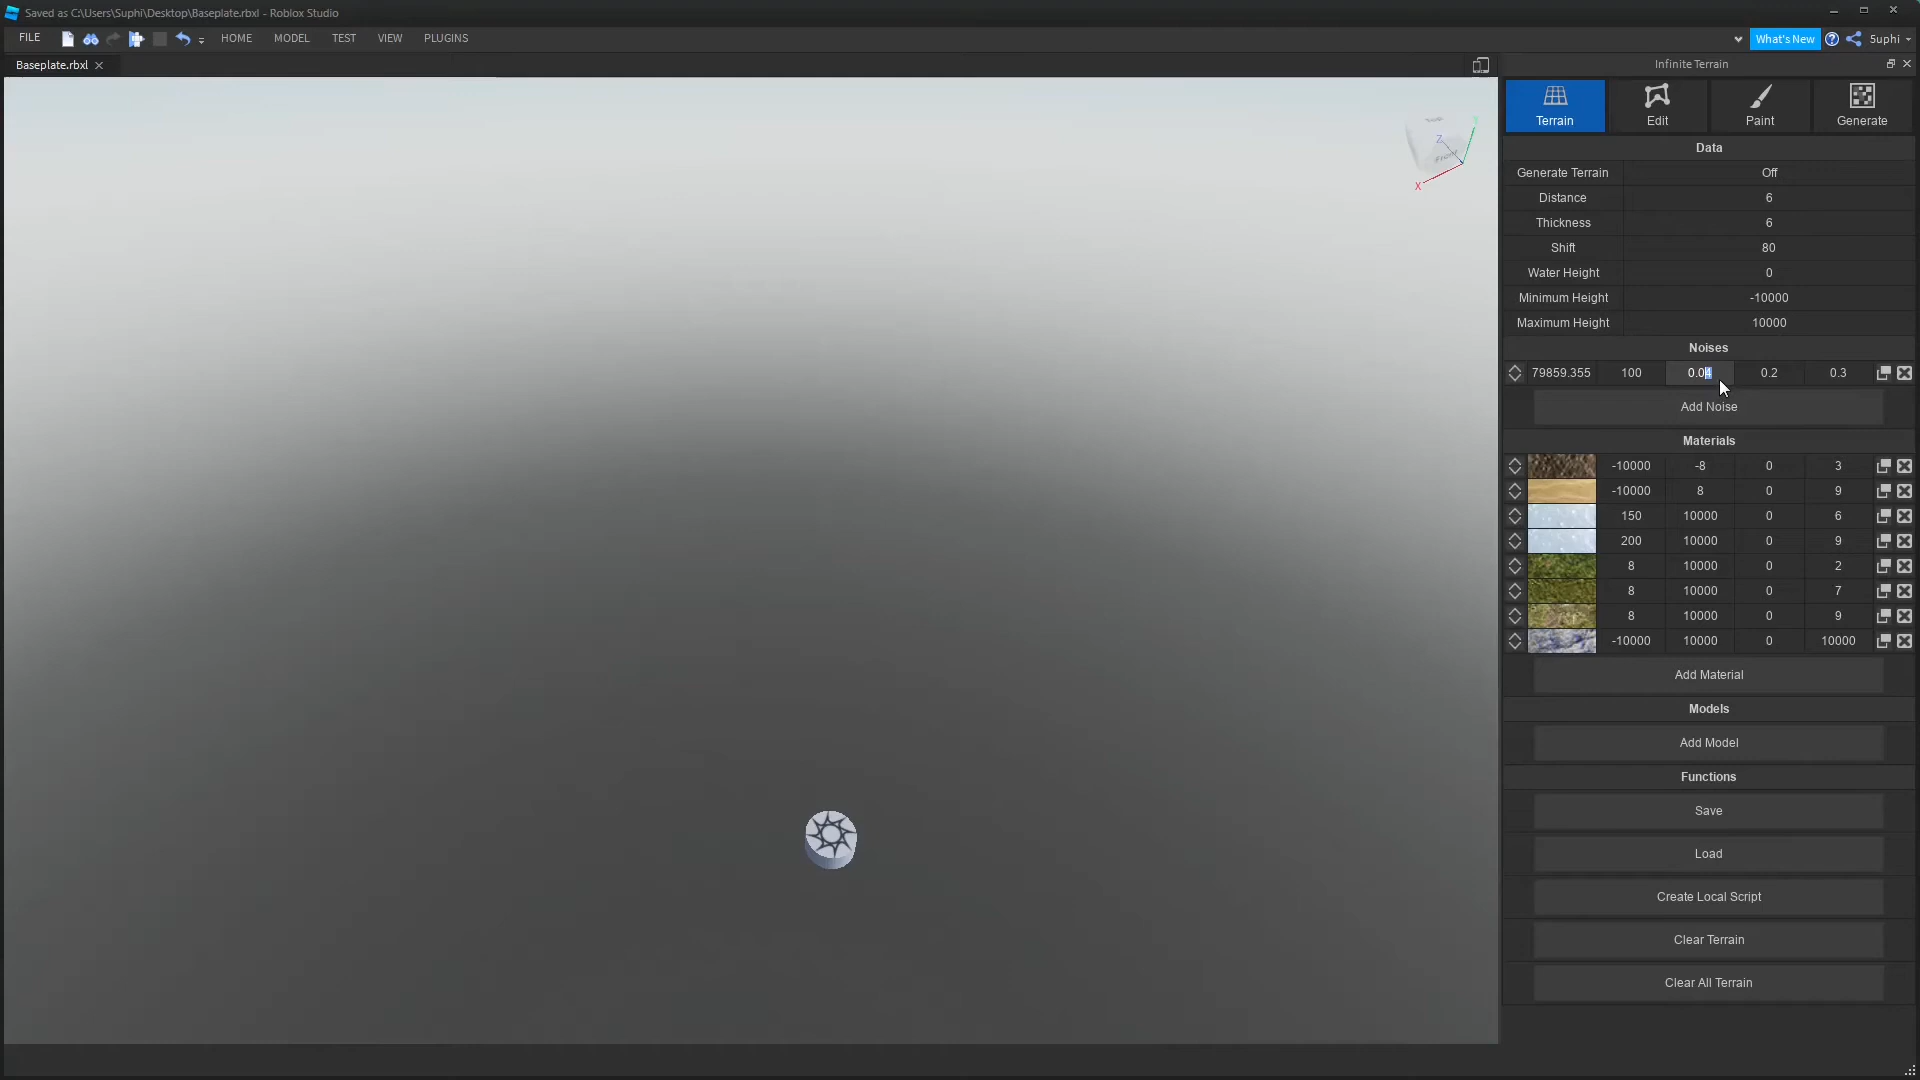 Saved as C:\Users\Suphi\Desktop\Baseplate.rbxl - Roblox Studio
FILE HOME MODEL TEST VIEW PLUGINS What's New 5uphi
Baseplate.rbxl
Infinite Terrain
Terrain Edit Paint Generate
Data
Generate Terrain Off
Distance 6
Thickness 6
Shift 80
Water Height 0
Minimum Height -10000
Maximum Height 10000
Noises
79859.355 100 0.04 0.2 0.3
Add Noise
Materials
-10000 -8 0 3
-10000 8 0 9
150 10000 0 6
200 10000 0 9
8 10000 0 2
8 10000 0 7
8 10000 0 9
-10000 10000 0 10000
Add Material
Models
Add Model
Functions
Save
Load
Create Local Script
Clear Terrain
Clear All Terrain
Z
Front
X